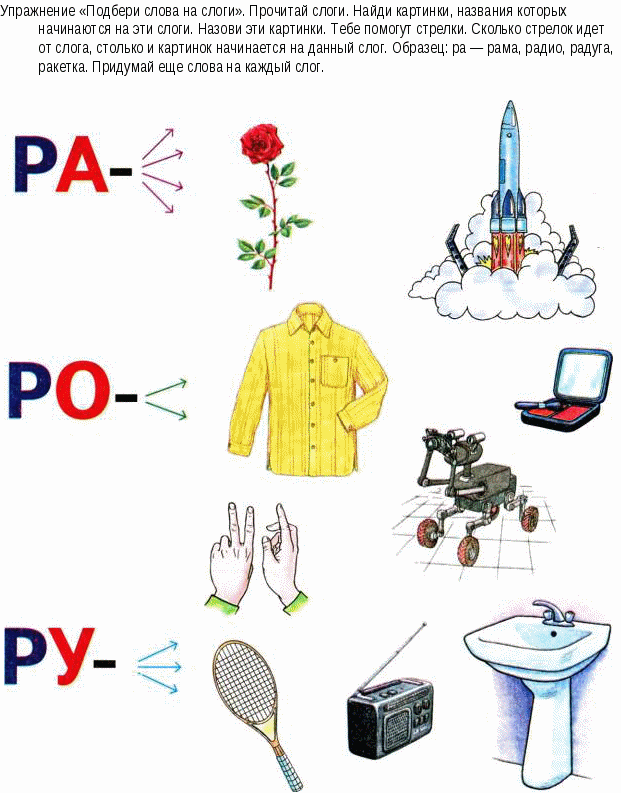 Упражнение «Подбери слова на слоги». Прочитай слоги. Найди картинки, названия которых
начинаются на эти слоги. Назови эти картинки. Тебе помогут стрелки. Сколько стрелок идет
от слога, столько и картинок начинается на данный слог. Образец: ра — рама, радио, радуга,
ракетка. Придумай еще слова на каждый слог.
РА-
РО-
РУ-